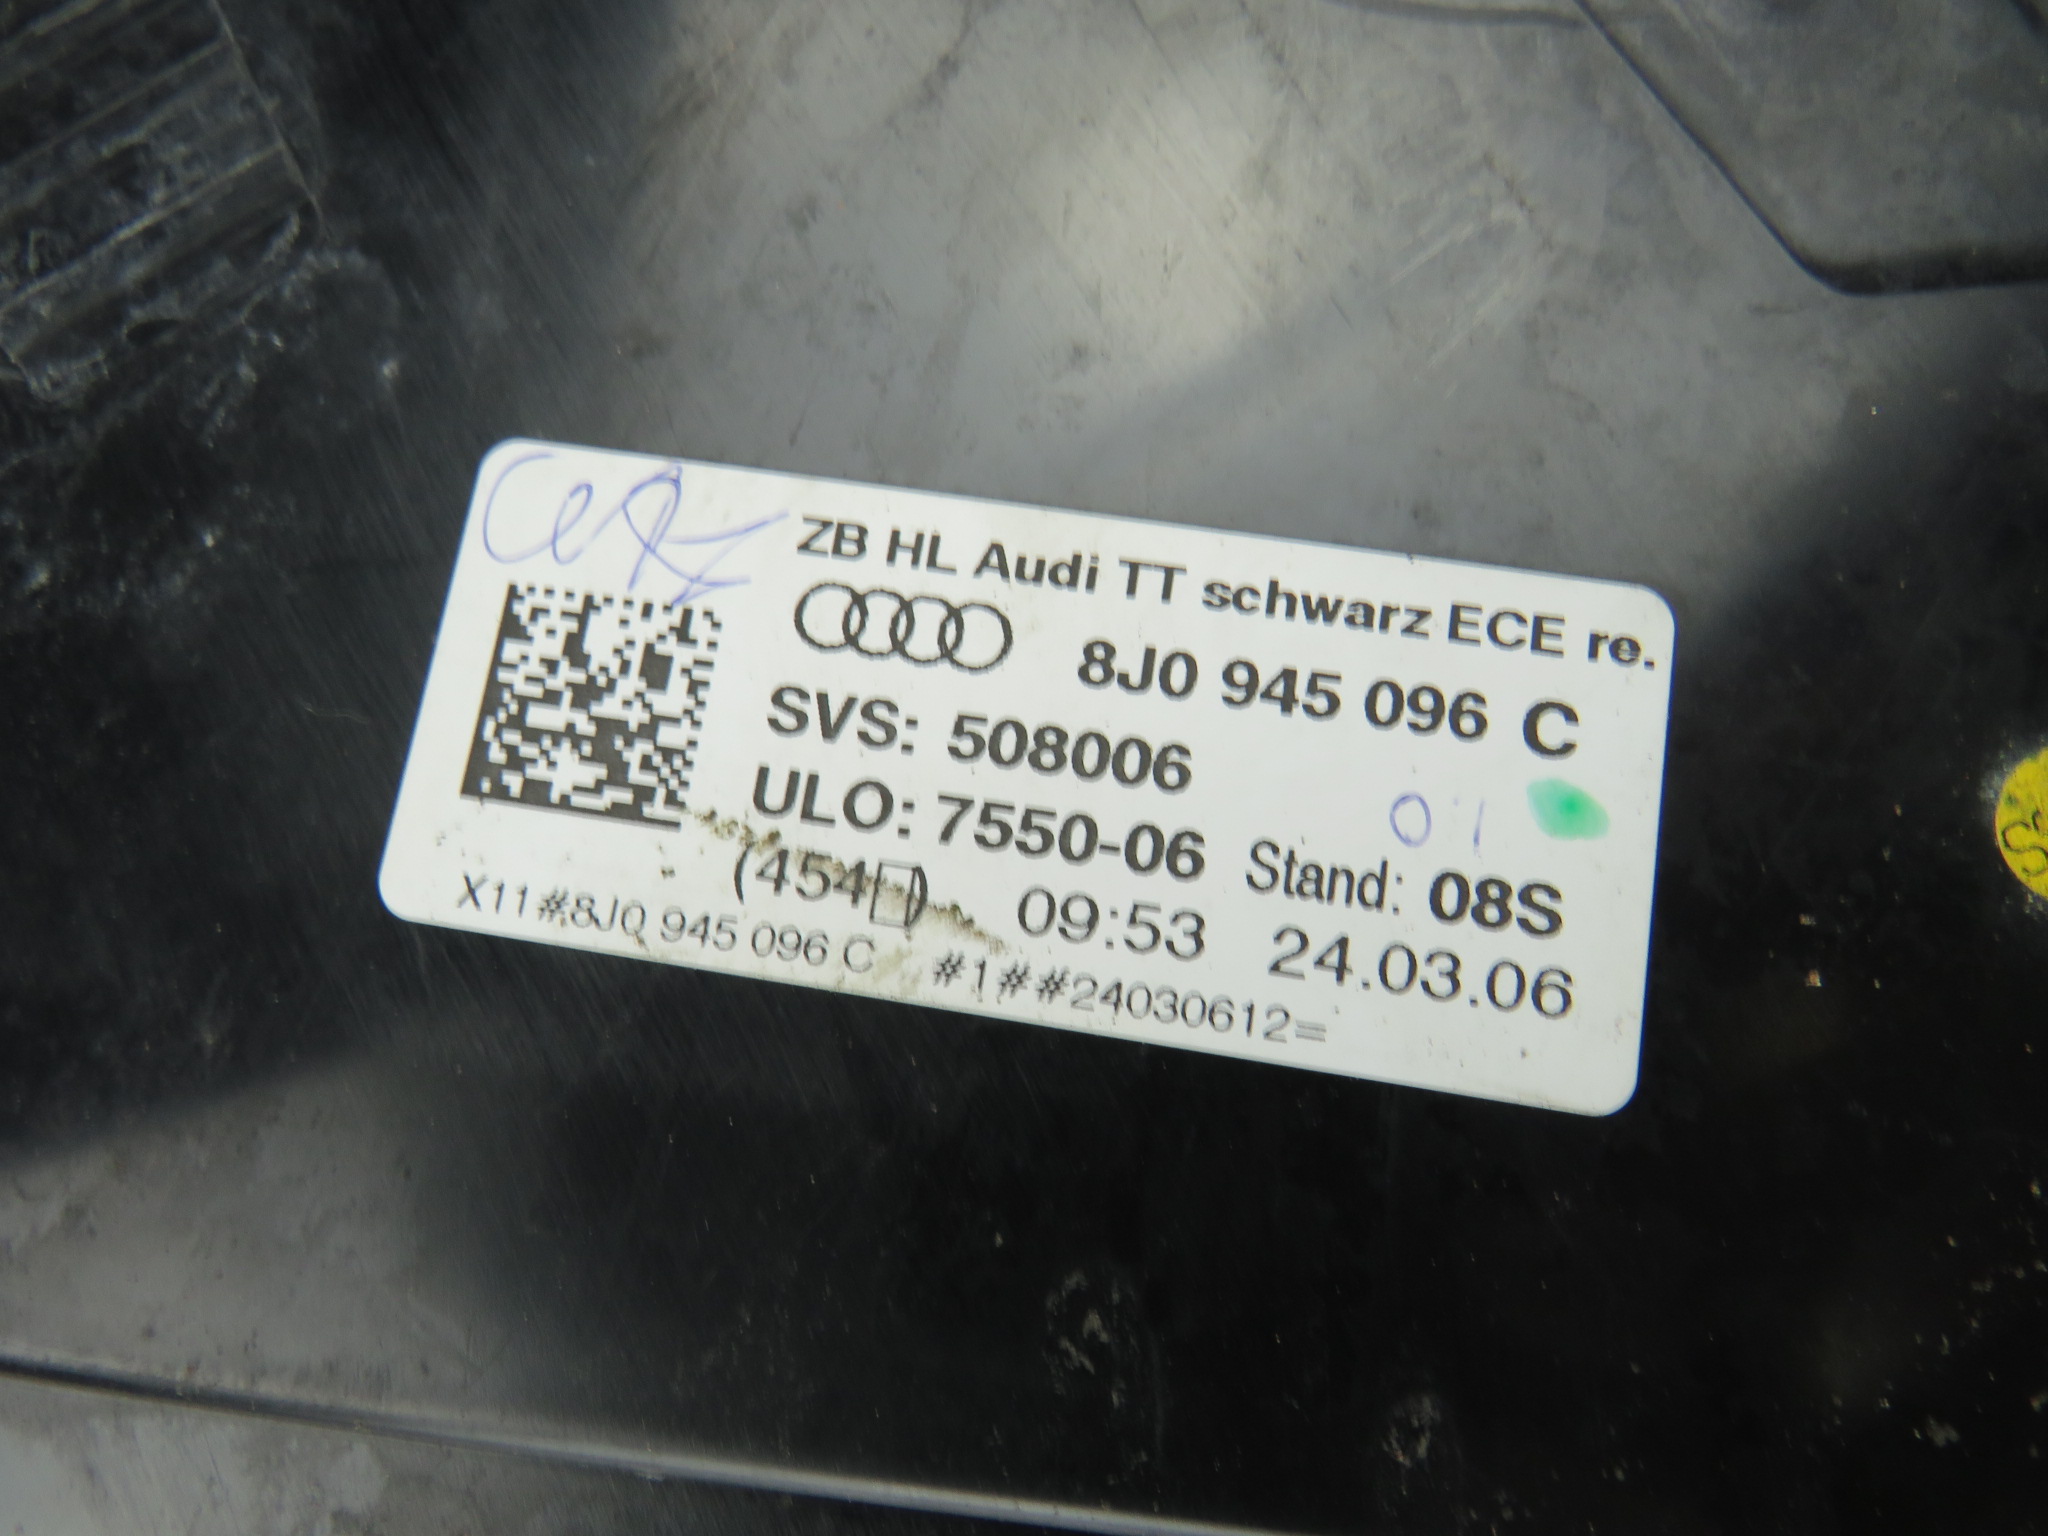 ZB HL Audi TT schwarz ECE re.
8J0 945 096 C
SVS: 508006
01
ULO: 7550-06 Stand: 08S
(454□) 09:53 24.03.06
X11#8J0 945 096 C #1##24030612=